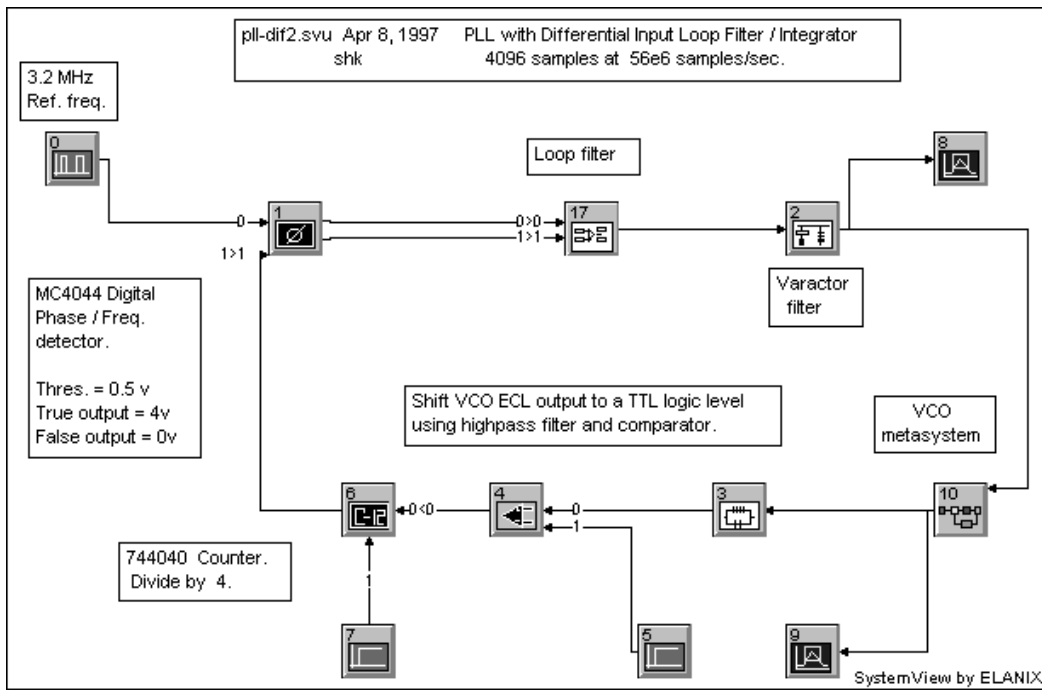 pll-dif2.svu Apr 8, 1997 PLL with Differential Input Loop Filter / Integrator
shk 4096 samples at 56e6 samples/sec.
3.2 MHz
Ref. freq.
0
Loop filter
8
1
17
2
0
0>0
1>1
1>1
Varactor
filter
MC4044 Digital
Phase / Freq.
detector.
Thres. = 0.5 v
True output = 4v
False output = 0v
Shift VCO ECL output to a TTL logic level
using highpass filter and comparator.
VCO
metasystem
6
0<0
4
0
1
3
10
744040 Counter.
Divide by 4.
1
7
5
9
SystemView by ELANIX